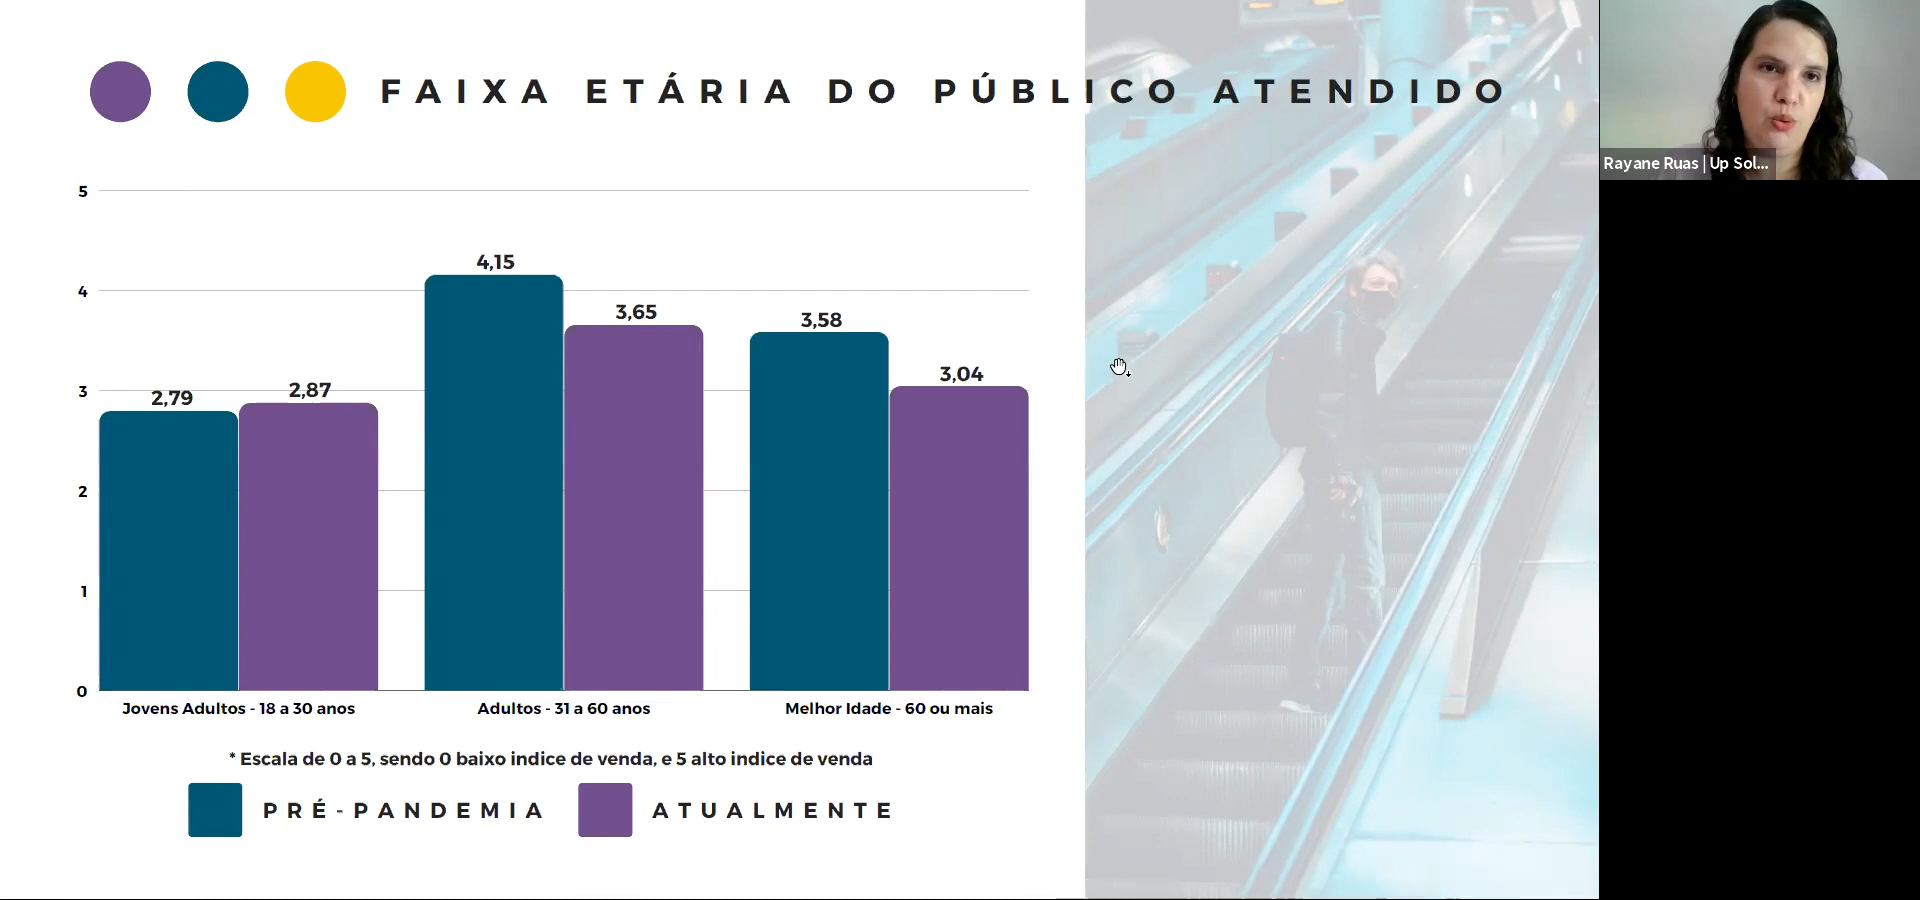 FAIXA ETÁRIA DO PÚBLICO ATENDIDO
Rayane Ruas | Up Sol...
5
4
3
2
1
0
2,79
2,87
4,15
3,65
3,58
3,04
Jovens Adultos - 18 a 30 anos
Adultos - 31 a 60 anos
Melhor Idade - 60 ou mais
* Escala de 0 a 5, sendo 0 baixo indice de venda, e 5 alto indice de venda
PRÉ-PANDEMIA
ATUALMENTE